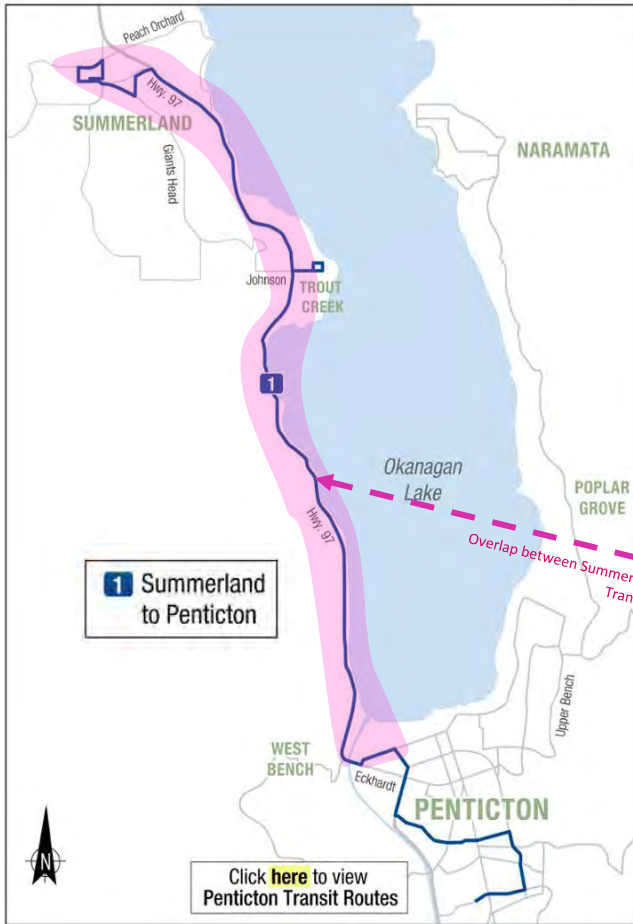 Peach Orchard
Hwy. 97
SUMMERLAND
Giants Head
NARAMATA
Johnson
TROUT
CREEK
1
Okanagan
Lake
POPLAR
GROVE
Hwy. 97
Overlap between Summer
Tran
1 Summerland
to Penticton
Upper Bench
WEST
BENCH
Eckhardt
PENTICTON
N
Click here to view
Penticton Transit Routes